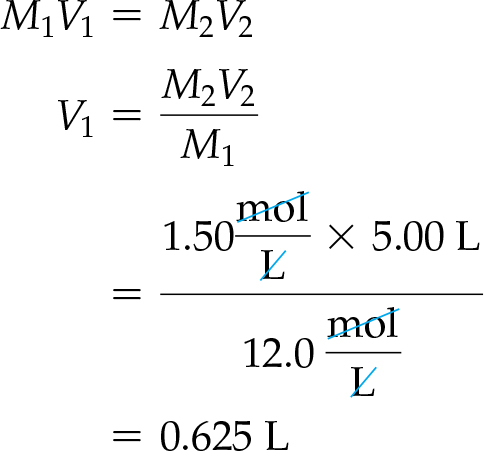 M₁V₁ = M₂V₂
V₁ = M₂V₂ / M₁
= 1.50 mol/L × 5.00 L / 12.0 mol/L
= 0.625 L